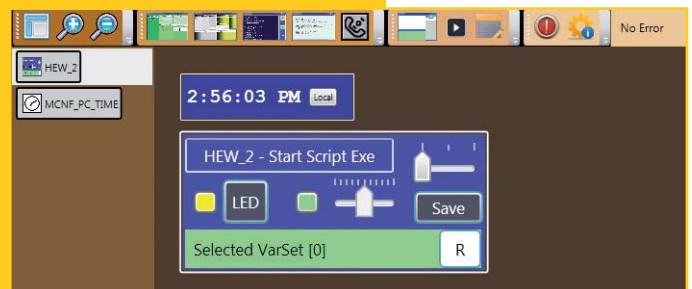 No Error
HEW_2
MCNF_PC_TIME
2:56:03 PM Local
HEW_2 - Start Script Exe
LED
Save
Selected VarSet [0]
R